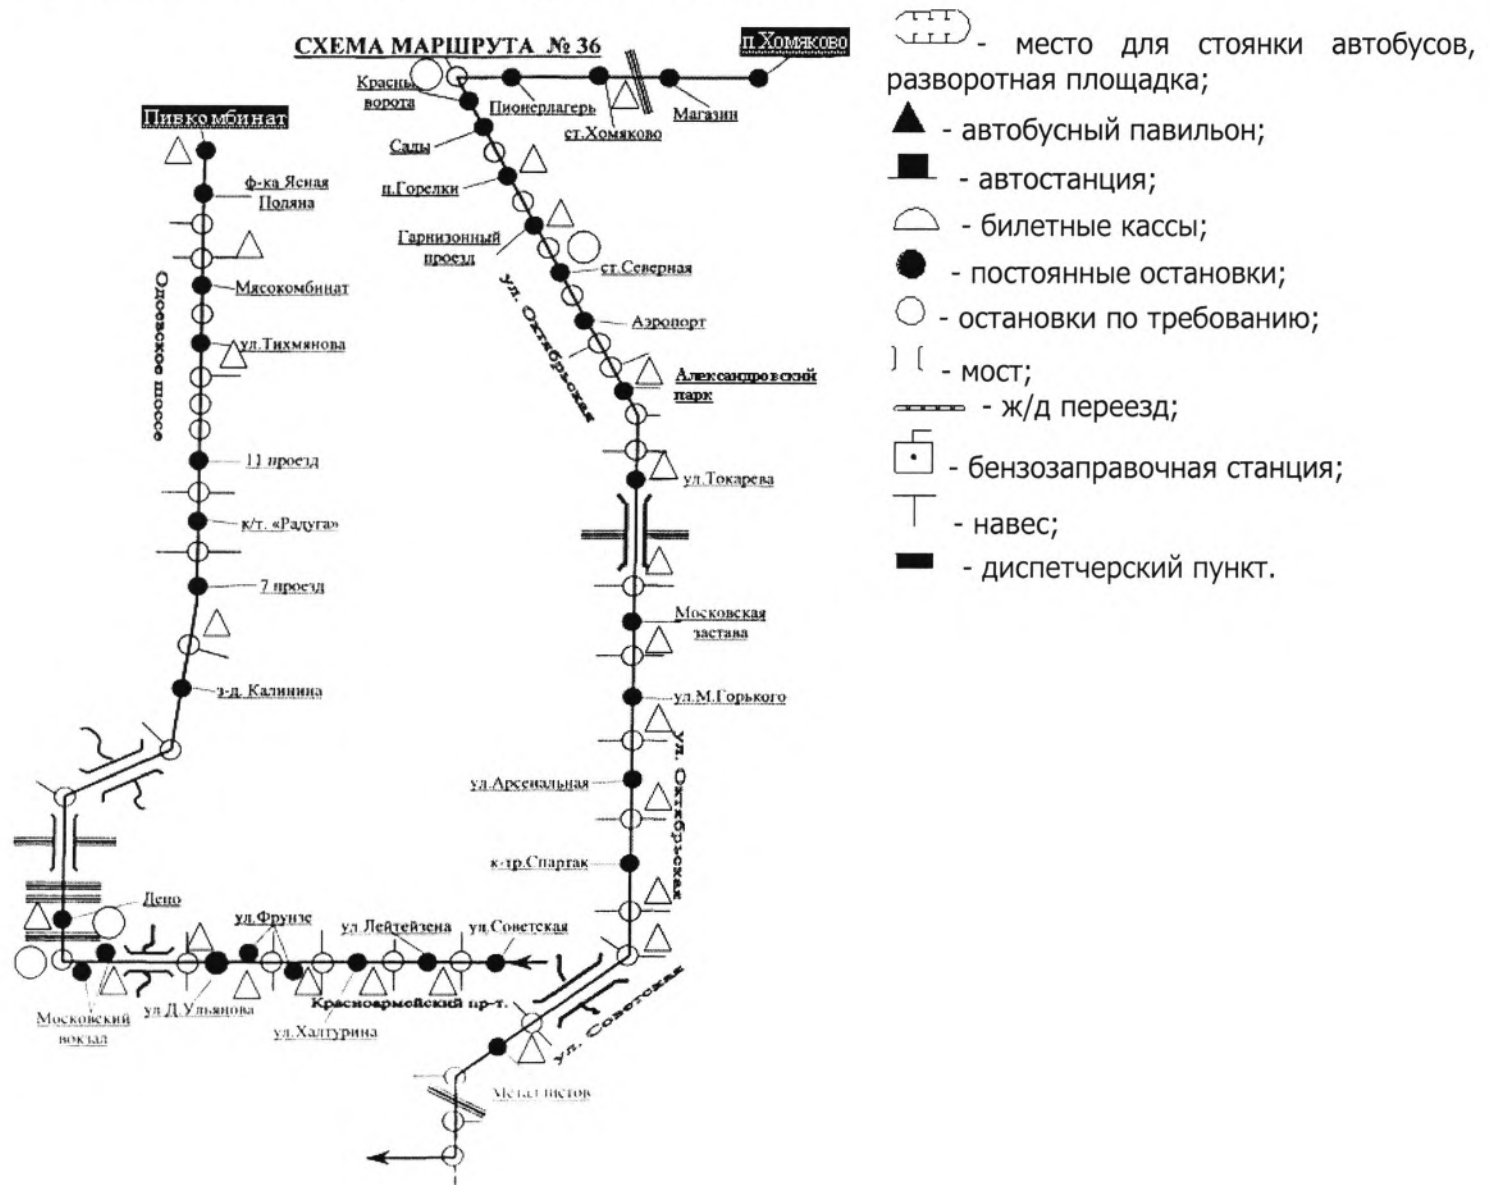 СХЕМА МАРШРУТА № 36
п.Хомяково
Красные
ворота
Пионерлагерь
ст.Хомяково
Магазин
Сады
п.Горелки
Гарнизонный
проезд
ст.Северная
ул. Октябрьская
Аэропорт
Александровский
парк
ул.Токарева
Московская
застава
ул.М.Горького
ул.Арсенальная
ул. Октябрьская
к-тр.Спартак
ул. Советская
Металлистов
Пивкомбинат
ф-ка Ясная
Поляна
Мясокомбинат
Одоевское шоссе
ул.Тихмянова
11 проезд
к/т. «Радуга»
7 проезд
з-д. Калинина
Депо
ул.Фрунзе
ул.Лейтейзена
ул.Советская
Московский
вокзал
ул.Д.Ульянова
Красноармейский пр-т.
ул.Халтурина
- место для стоянки автобусов,
разворотная площадка;
- автобусный павильон;
- автостанция;
- билетные кассы;
- постоянные остановки;
- остановки по требованию;
- мост;
- ж/д переезд;
- бензозаправочная станция;
- навес;
- диспетчерский пункт.